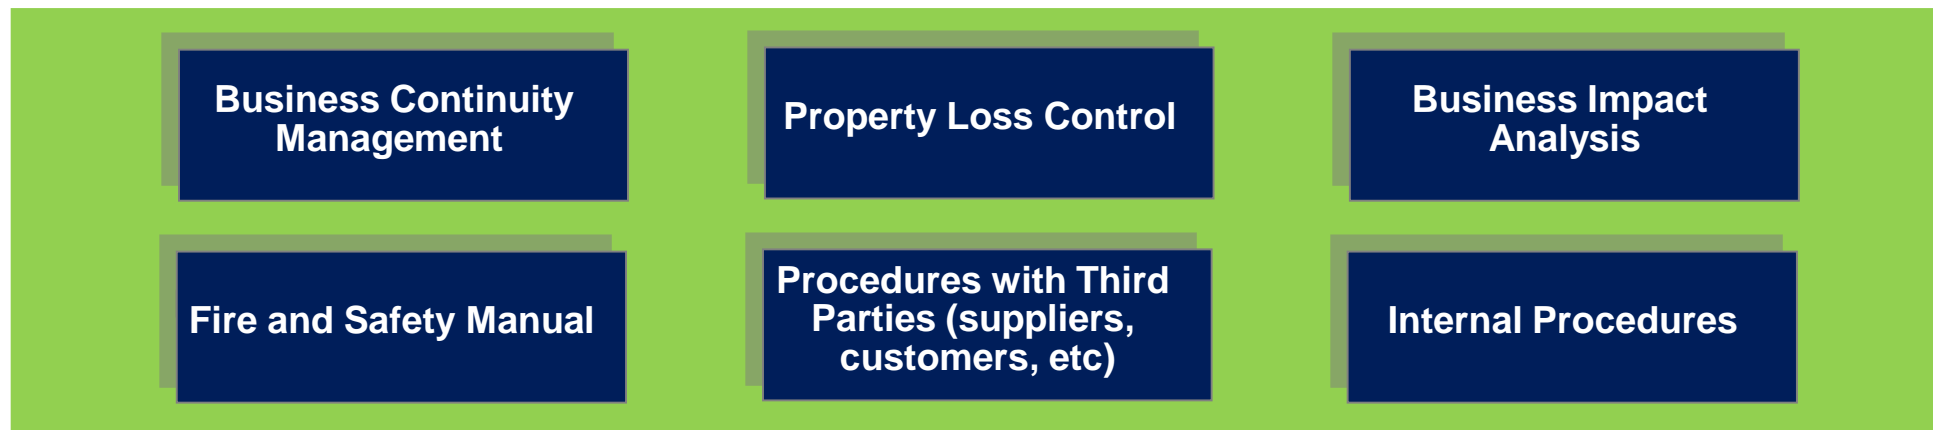 Business Continuity
Management
Property Loss Control
Business Impact
Analysis
Fire and Safety Manual
Procedures with Third
Parties (suppliers,
customers, etc)
Internal Procedures